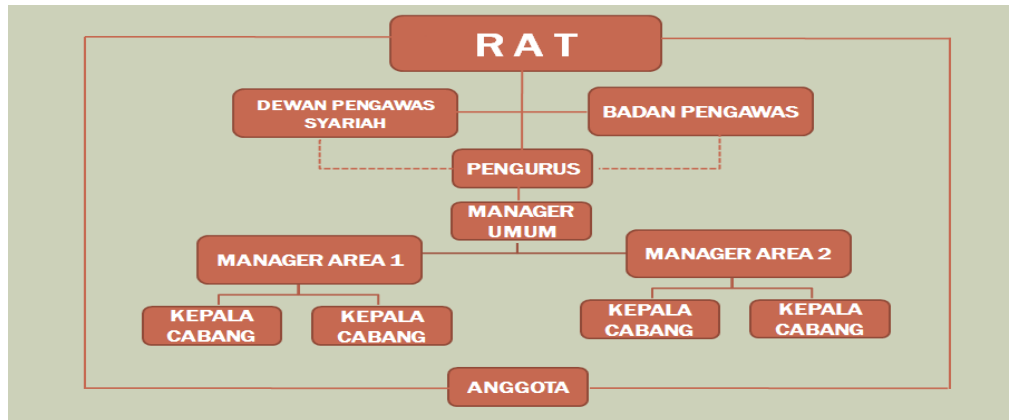 R A T
DEWAN PENGAWAS
SYARIAH
BADAN PENGAWAS
PENGURUS
MANAGER
UMUM
MANAGER AREA 1
MANAGER AREA 2
KEPALA
CABANG
KEPALA
CABANG
KEPALA
CABANG
KEPALA
CABANG
ANGGOTA